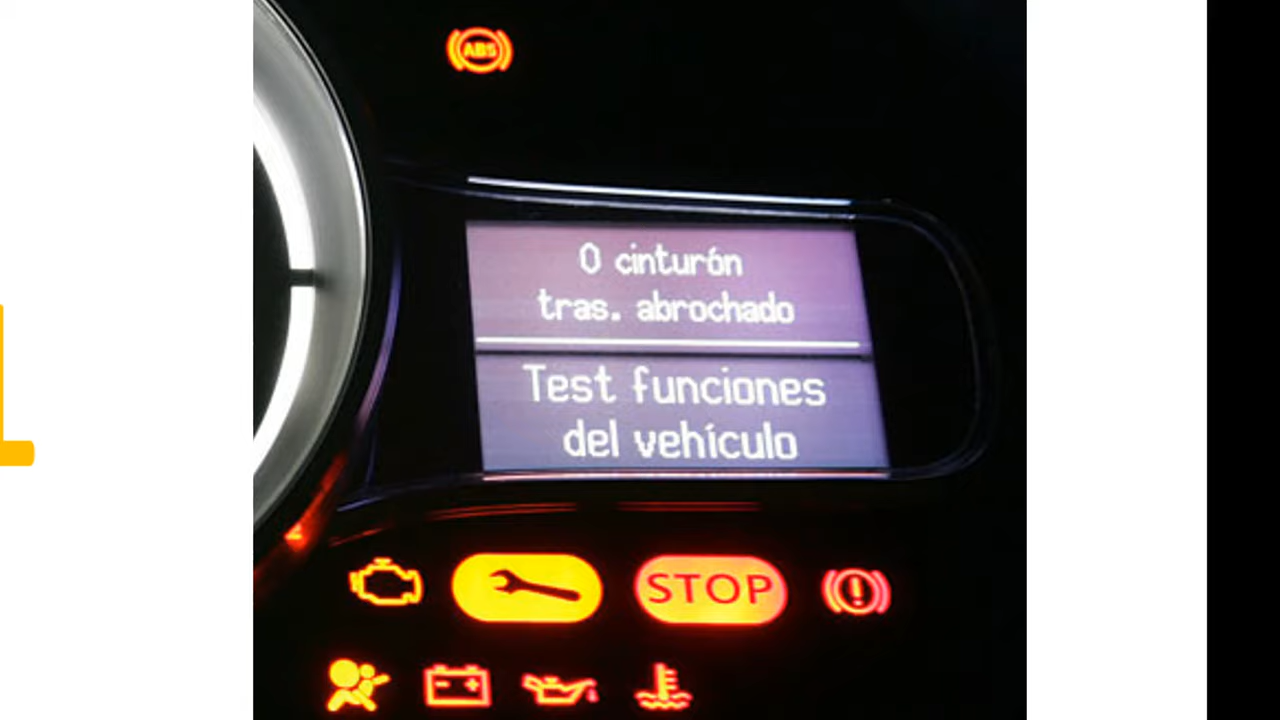 ABS
0 cinturón
tras. abrochado
Test funciones
del vehículo
STOP